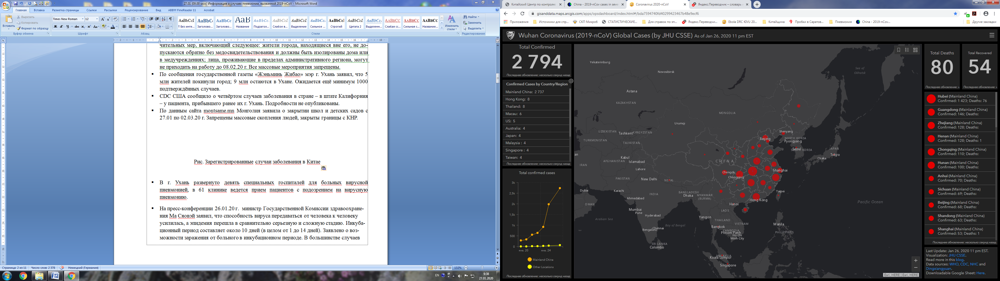 27.01 (09.00 мск) Информация о случаях пневмонии, вызванной 2019-nCoV - Microsoft Word
Главная Вставка Разметка страницы Ссылки Рассылки Рецензирование Вид ABBYY FineReader 11 Acrobat
Вставить
Вырезать
Копировать
Формат по образцу
Буфер обмена
Times New Roman 12
Ж К Ч
Шрифт
Абзац
AaBbCcI ¶ Без инте...
AaBbC Заголово...
AaBbCc Заголово...
АаВ Название
AaBbCc. Подзагол...
AaBbCcL Слабое в...
AaBbCcL Выделение
AaBbCcL Сильное ...
AaBbCcI Строгий
AaBbCcL Цитата 2
AaBbCcL Выделенн...
AABBCC Слабая сс...
AABBCC Сильная с...
AABBCC Название...
Изменить стили
Стили
Найти
Заменить
Выделить
Редактирование
чительных мер, включающий следующее: жители города, находящиеся вне его, не до-
пускаются обратно без медосвидетельствования и должны быть изолированы дома или
в медучреждениях; лица, проживающие в пределах административного региона, могут
не приходить на работу до 08.02.20 г. Все массовые мероприятия запрещены.
По сообщения государственной газеты «Жэньминь Жибао» мэр г. Ухань заявил, что 5
млн жителей покинули город; 9 млн остаются в Ухане. Ожидается ещё минимум 1000
подтверждённых случаев.
CDC США сообщило о четвёртом случаев заболевания в стране – в штате Калифорния
– у пациента, прибывшего ранее их г. Ухань. Подробности не опубликованы.
По данным сайта montsame.mn Монголия заявила о закрытии школ и детских садов с
27.01 по 02.03.20 г. Запрещены массовые скопления людей, закрыты границы с КНР.
Рис. Зарегистрированные случаи заболевания в Китае
В г. Ухань развернуто девять специальных госпиталей для больных вирусной
пневмонией, в 61 клинике ведется прием пациентов с подозрением на вирусную
пневмонию.
На пресс-конференции 26.01.20 г. министр Государственной Комиссии здравоохране-
ния Ма Сяовэй заявил, что способность вируса передаваться от человека к человеку
усилилась, а эпидемия перешла в сравнительно серьезную и сложную стадию. Инкуба-
ционный период составляет около 10 дней (в целом от 1 до 14 дней). Заявлено о воз-
можности заражения от больного в инкубационном периоде. В большинстве случаев
Страница: 2 из 11 Число слов: 2 378 Немецкий (Германия)
132%
EN
9:38
27.01.2020
Китайский Центр по контролю
China - 2019-nCov cases in seve
Coronavirus 2020-nCoV
Яндекс.Переводчик – словарь и
gisanddata.maps.arcgis.com/apps/opsdashboard/index.html#/bda7594740fd40299423467b48e9ecf6
Приложения Источники для спр... СКП Микроб СТАТИСТИЧЕСКИЕ... Для справок по эп... Яндекс.Переводчи... Ebola DRC KIVU 20... Китайщина Пробки в Саратов... Пневмония China - 2019-nCov... Другие закладки
Wuhan Coronavirus (2019-nCoV) Global Cases (by JHU CSSE) As of Jan 26, 2020 11 pm EST
Total Confirmed
2 794
Последнее обновление: несколько секунд назад
Confirmed Cases by Country/Region
Mainland China: 2 737
Hong Kong: 8
Thailand: 8
Macau: 6
US: 5
Australia: 4
Japan: 4
Malaysia : 4
Singapore : 4
Taiwan: 4
Последнее обновление: несколько секунд назад
Total confirmed cases
3k
2,5k
2k
1,5k
1k
500
0
янв. 20 янв. 24
Mainland China
Other Locations
Последнее обновление: несколько секунд назад
Yekaterinburg
Novosibirsk
Sea of Okhotsk
Astana
KAZAKHSTAN
MONGOLIA
Urumqi
UZBEKISTAN
Tashkent
KYRGYZSTAN
Shenyang
TURKMENISTAN
TAJIKISTAN
Beijing
NORTH KOREA
Pyongyang
Seoul
SOUTH KOREA
JAPAN
Tokyo
Osaka
Kabul
AFGHANISTAN
Islamabad
CHINA
IRAN
Lahore
Chengdu
Chongqing
Shanghai
PAKISTAN
New Delhi
NEPAL
Dubai
Karachi
INDIA
BANGLADESH
Dhaka
MYANMAR (BURMA)
Taipei
Hong Kong
OMAN
Ahmedabad
Hanoi
Pacific Ocean
Mumbai
Pune
Hyderabad
LAOS
Arabian Sea
Yangon
THAILAND
Bay of Bengal
Bangkok
VIETNAM
Manila
Bengaluru
Chennai
CAMBODIA
Phnom Penh
Ho Chi Minh City
PHILIPPINES
SRI LANKA
Colombo
MALAYSIA
Kuala Lumpur
Singapore
Esri, HERE | Esri, HERE
Total Deaths
80
Последнее обновление: н
Total Recovered
54
Последнее обновление: н
Hubei (Mainland China)
Confirmed: 1 423; Deaths: 76
Guangdong (Mainland China)
Confirmed: 146; Deaths:
Zhejiang (Mainland China)
Confirmed: 128; Deaths:
Henan (Mainland China)
Confirmed: 128; Deaths: 1
Chongqing (Mainland China)
Confirmed: 110; Deaths:
Hunan (Mainland China)
Confirmed: 100; Deaths:
Anhui (Mainland China)
Confirmed: 70; Deaths:
Sichuan (Mainland China)
Confirmed: 69; Deaths:
Beijing (Mainland China)
Confirmed: 68; Deaths:
Shandong (Mainland China)
Confirmed: 63; Deaths:
Shanghai (Mainland China)
Confirmed: 53; Deaths: 1
Последнее обновление: несколько секунд назад
Last Update: Jan 26, 2020 11 pm EST.
Visualization: JHU CSSE.
Read more in this blog.
Data sources: WHO, CDC, NHC and
Dingxiangyuan.
Downloadable Google Sheet: Here.